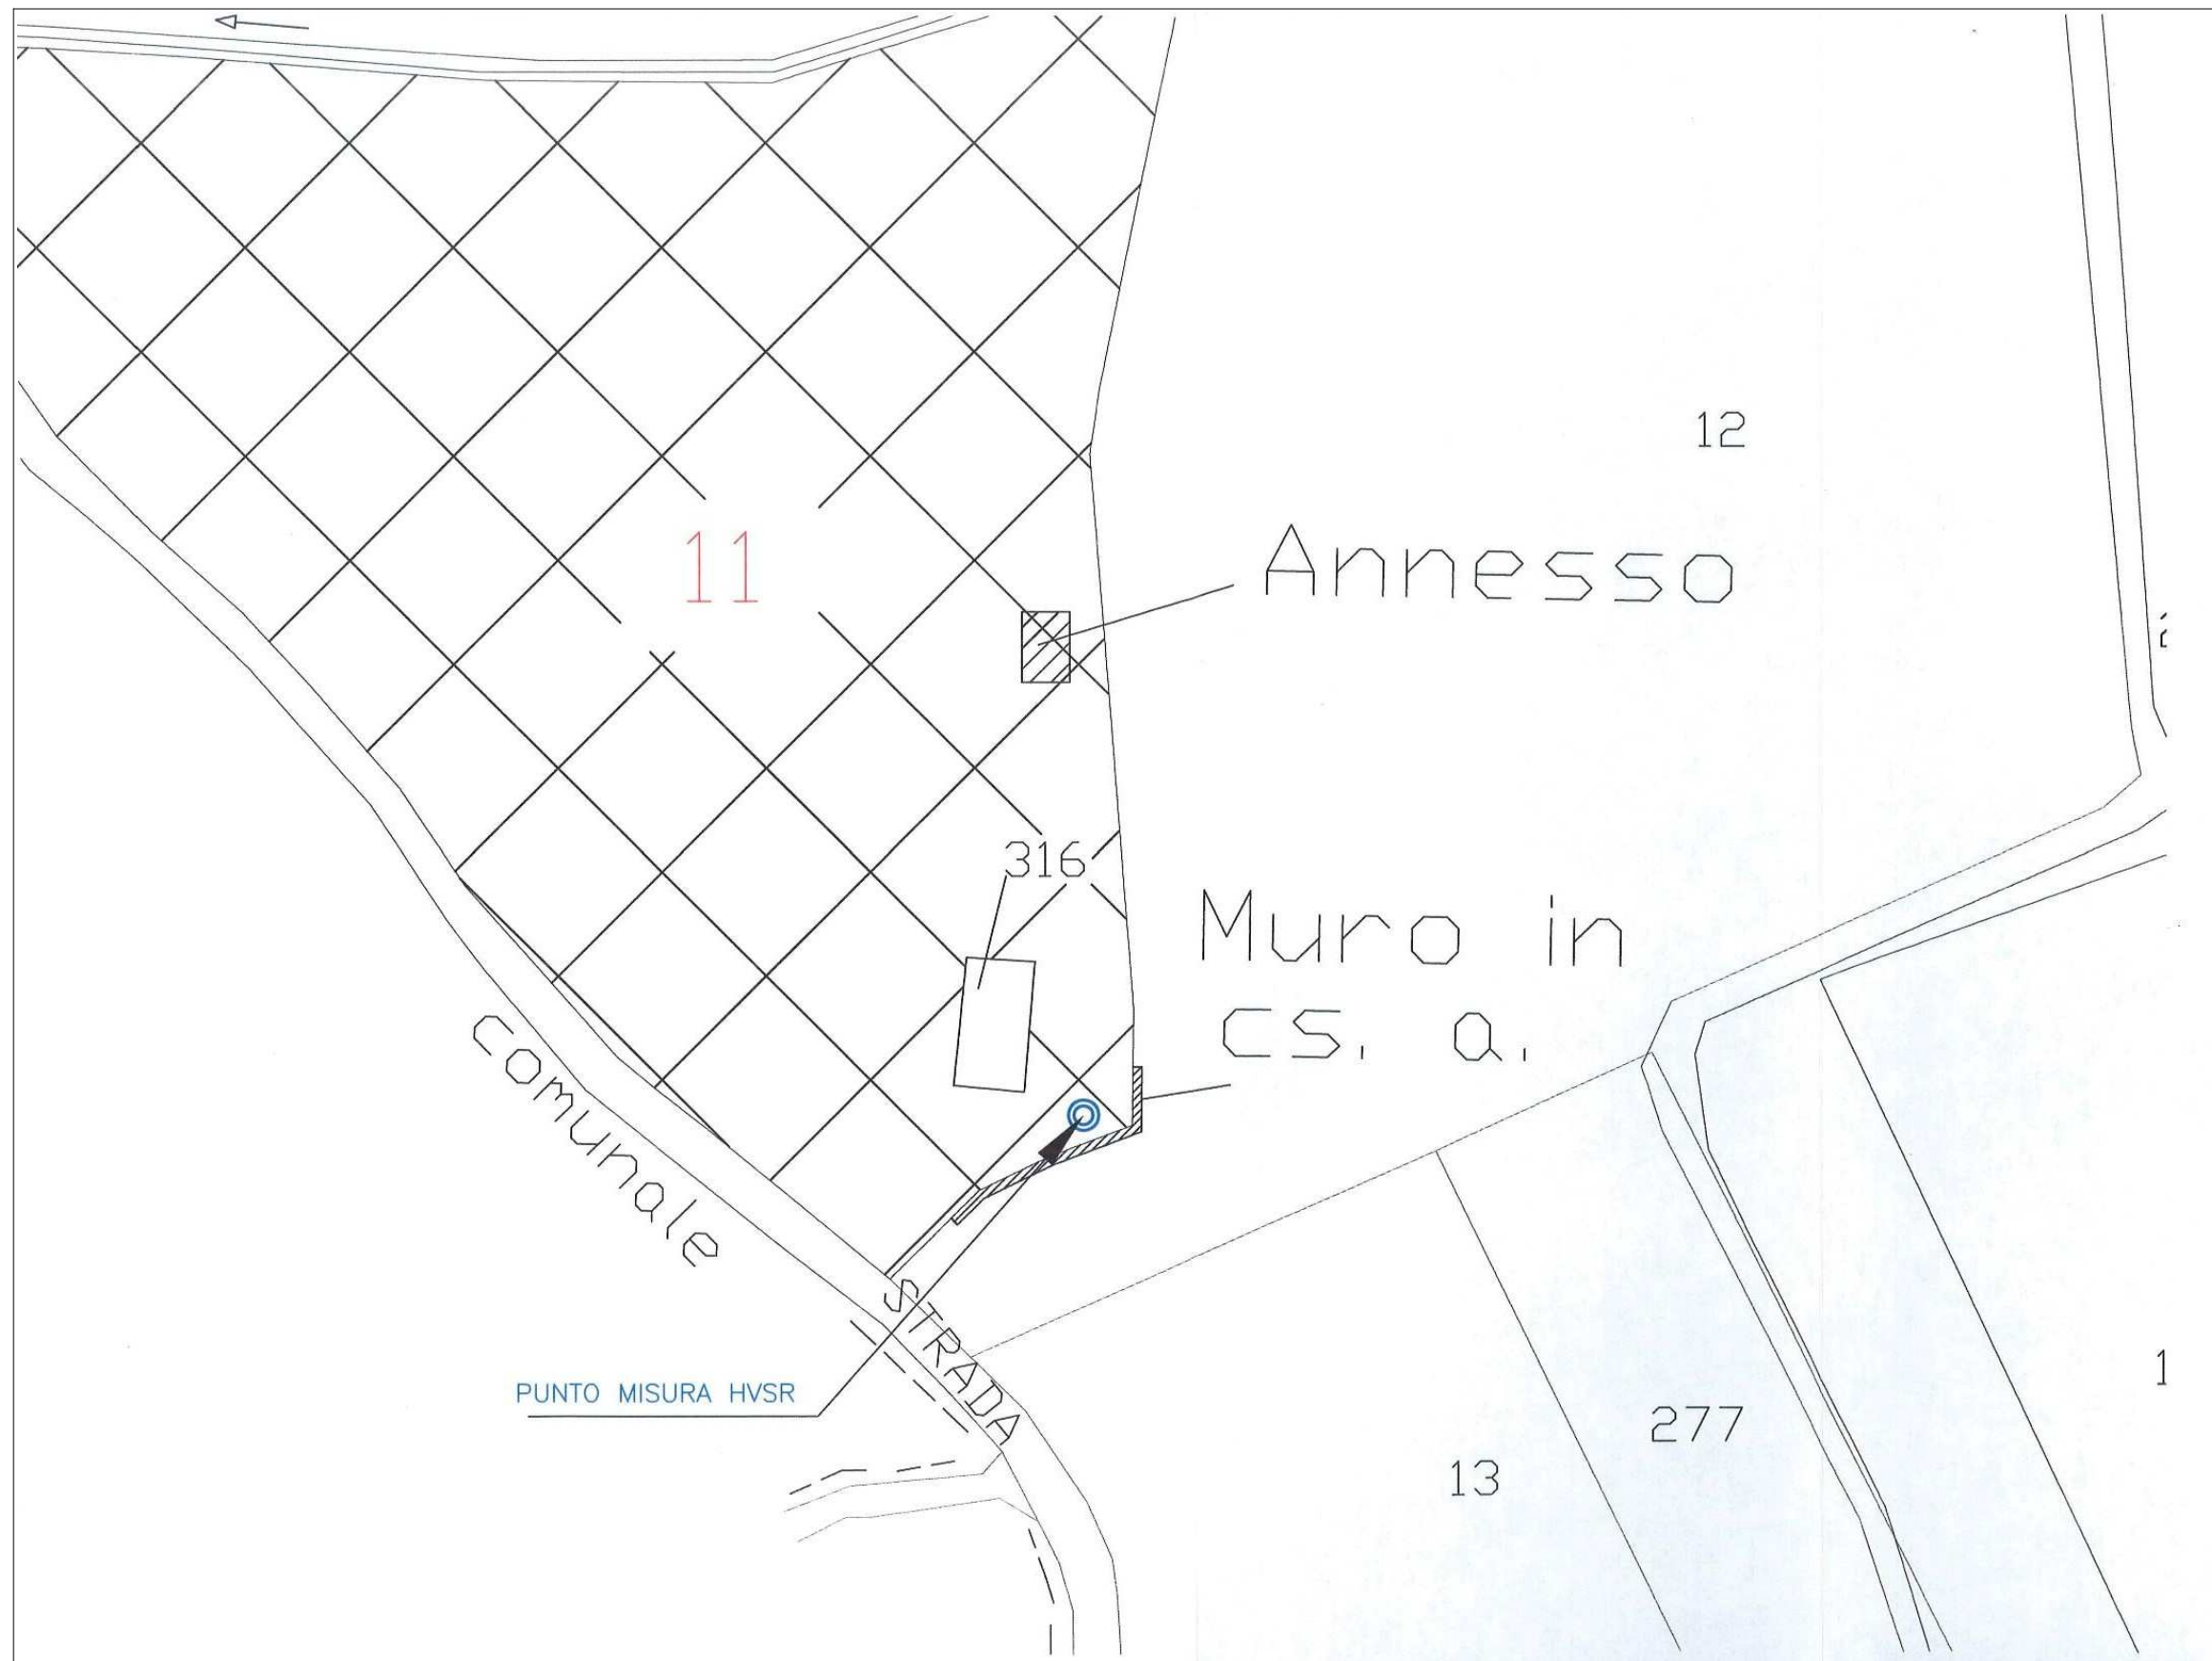 12
11
Annesso
316
Muro in
cs. a.
comunale
STRADA
PUNTO MISURA HVSR
1
277
13